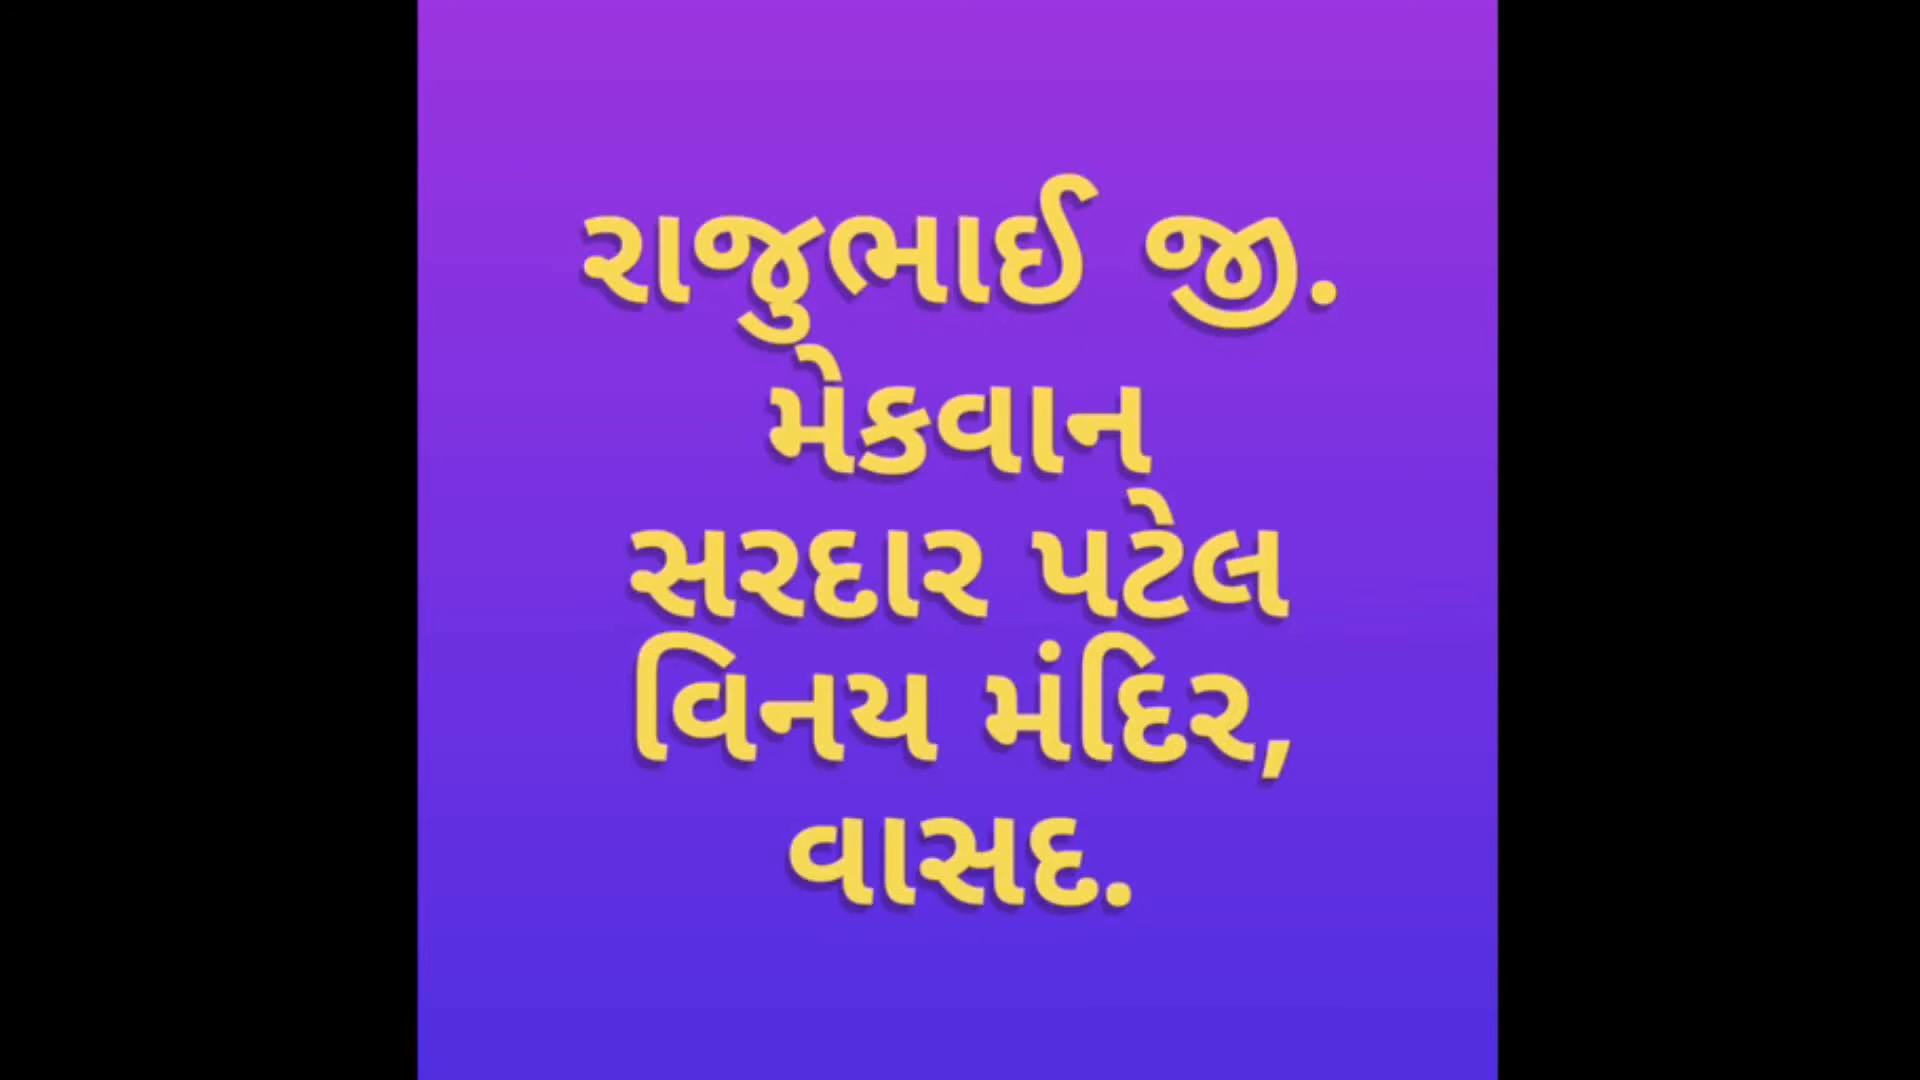 રાજુભાઈ જી.
મેકવાન
સરદાર પટેલ
વિનય મંદિર,
વાસદ.